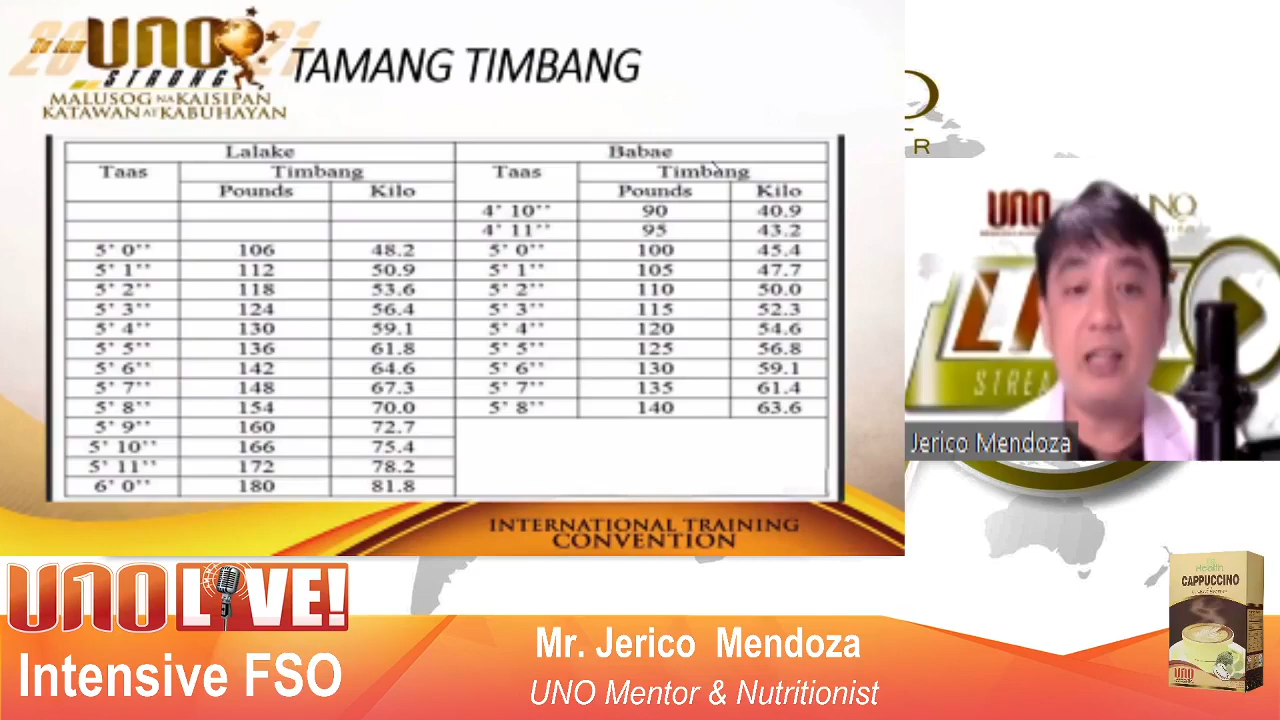 UNO
STRONG
MALUSOG NA KAISIPAN
KATAWAN AT KABUHAYAN
TAMANG TIMBANG
Lalake Babae
Taas Timbang Taas Timbang
Pounds Kilo Pounds Kilo
4' 10'' 90 40.9
4' 11'' 95 43.2
5' 0'' 106 48.2 5' 0'' 100 45.4
5' 1'' 112 50.9 5' 1'' 105 47.7
5' 2'' 118 53.6 5' 2'' 110 50.0
5' 3'' 124 56.4 5' 3'' 115 52.3
5' 4'' 130 59.1 5' 4'' 120 54.6
5' 5'' 136 61.8 5' 5'' 125 56.8
5' 6'' 142 64.6 5' 6'' 130 59.1
5' 7'' 148 67.3 5' 7'' 135 61.4
5' 8'' 154 70.0 5' 8'' 140 63.6
5' 9'' 160 72.7
5' 10'' 166 75.4
5' 11'' 172 78.2
6' 0'' 180 81.8
INTERNATIONAL TRAINING
CONVENTION
R
UNO UNO
STREA
Jerico Mendoza
UNO LIVE!
Intensive FSO
Mr. Jerico Mendoza
UNO Mentor & Nutritionist
Health
CAPPUCCINO